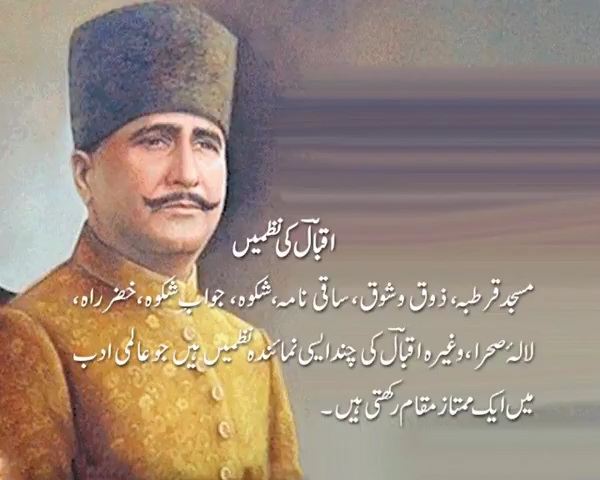 اقبالؔ کی نظمیں
مسجد قرطبہ، ذوق و شوق، ساقی نامہ، شکوہ، جواب شکوہ، خضر راہ،
لالۂ صحرا، وغیرہ اقبالؔ کی چند ایسی نمائندہ نظمیں ہیں جو عالمی ادب
میں ایک ممتاز مقام رکھتی ہیں۔